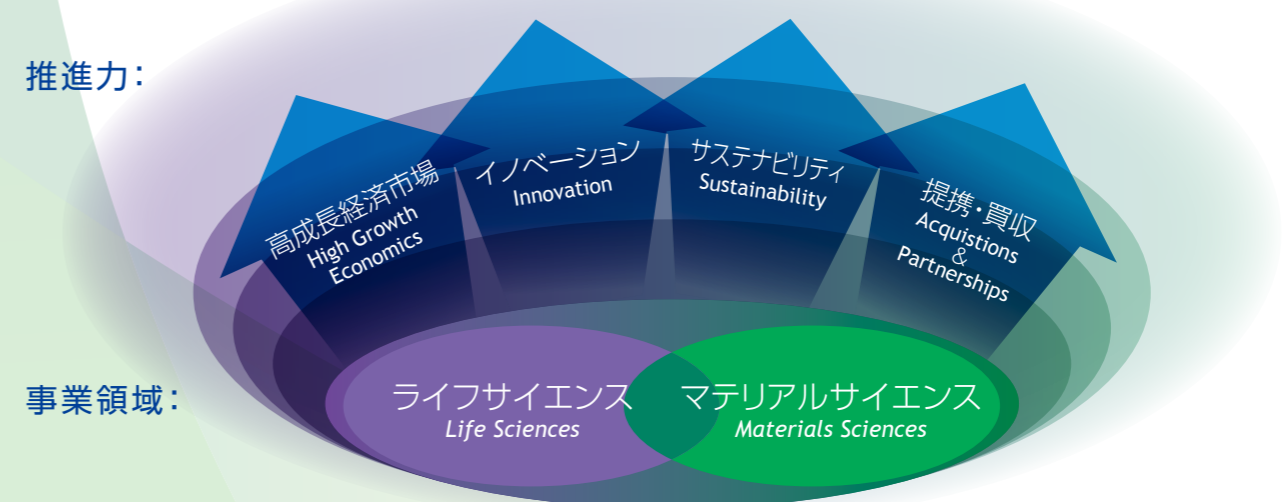 推進力：
高成長経済市場
High Growth
Economics
イノベーション
Innovation
サステナビリティ
Sustainability
提携・買収
Acquistions
&
Partnerships
事業領域：
ライフサイエンス
Life Sciences
マテリアルサイエンス
Materials Sciences